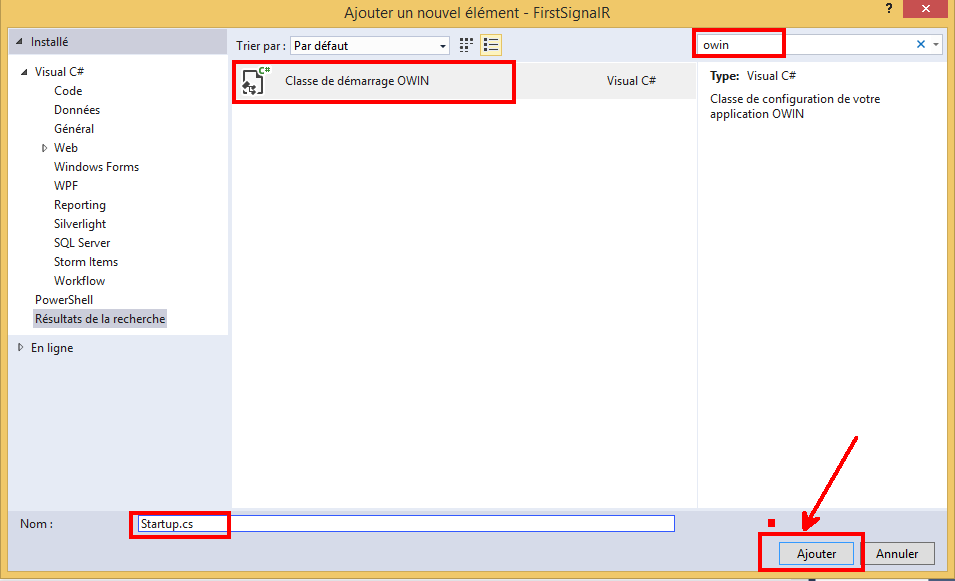 Ajouter un nouvel élément - FirstSignalR
?
Installé
Visual C#
Code
Données
Général
Web
Windows Forms
WPF
Reporting
Silverlight
SQL Server
Storm Items
Workflow
PowerShell
Résultats de la recherche
En ligne
Trier par : Par défaut
C#
Classe de démarrage OWIN Visual C#
owin
Type: Visual C#
Classe de configuration de votre
application OWIN
Nom : Startup.cs
Ajouter Annuler